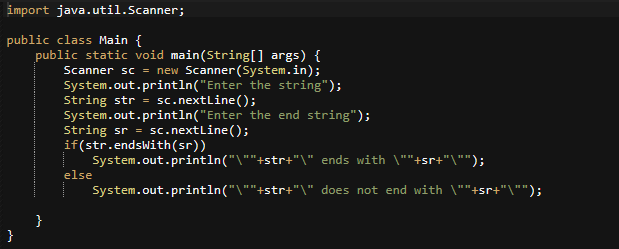 import java.util.Scanner;
public class Main {
    public static void main(String[] args) {
        Scanner sc = new Scanner(System.in);
        System.out.println("Enter the string");
        String str = sc.nextLine();
        System.out.println("Enter the end string");
        String sr = sc.nextLine();
        if(str.endsWith(sr))
            System.out.println("\""+str+"\" ends with \""+sr+"\"");
        else
            System.out.println("\""+str+"\" does not end with \""+sr+"\"");
    }
}